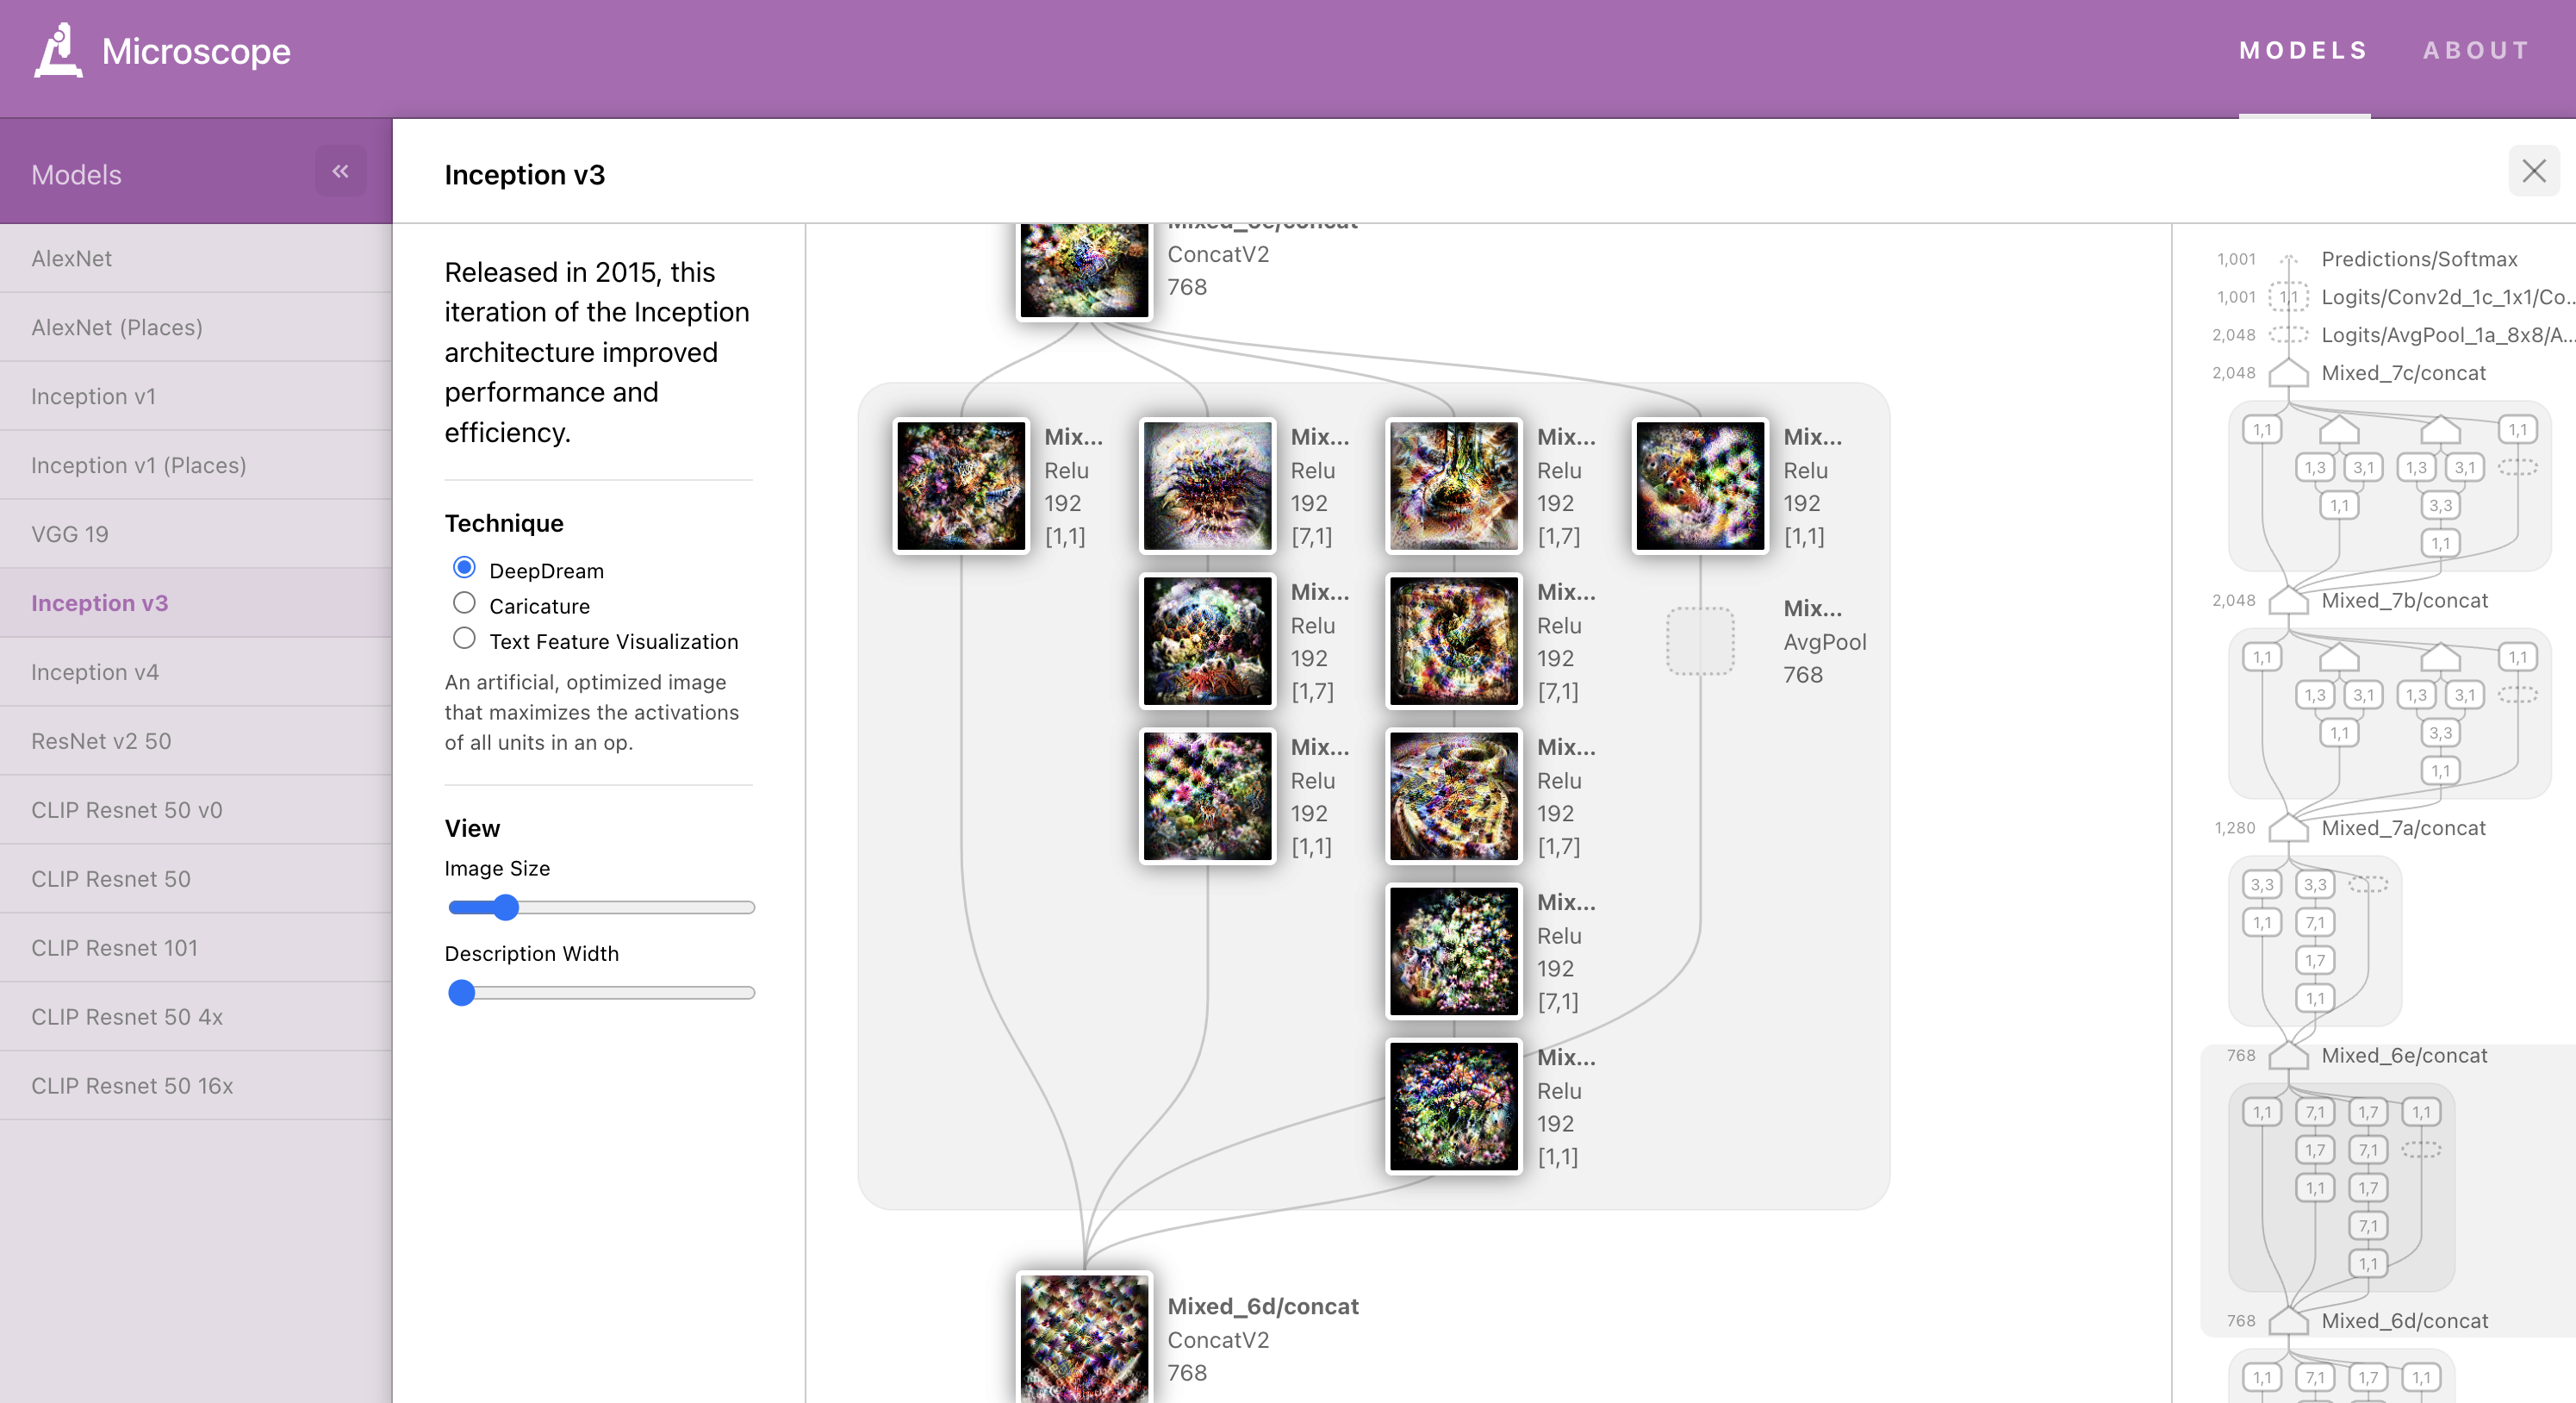 Microscope
MODELS
ABOUT
Models
«
AlexNet
AlexNet (Places)
Inception v1
Inception v1 (Places)
VGG 19
Inception v3
Inception v4
ResNet v2 50
CLIP Resnet 50 v0
CLIP Resnet 50
CLIP Resnet 101
CLIP Resnet 50 4x
CLIP Resnet 50 16x
Inception v3
Released in 2015, this
iteration of the Inception
architecture improved
performance and
efficiency.
Technique
DeepDream
Caricature
Text Feature Visualization
An artificial, optimized image
that maximizes the activations
of all units in an op.
View
Image Size
Description Width
Mixed_6e/concat
ConcatV2
768
Mix...
Relu
192
[1,1]
Mix...
Relu
192
[7,1]
Mix...
Relu
192
[1,7]
Mix...
Relu
192
[1,1]
Mix...
Relu
192
[1,7]
Mix...
Relu
192
[7,1]
Mix...
AvgPool
768
Mix...
Relu
192
[1,1]
Mix...
Relu
192
[1,7]
Mix...
Relu
192
[7,1]
Mix...
Relu
192
[1,1]
Mixed_6d/concat
ConcatV2
768
1,001 Predictions/Softmax
1,001 1,1 Logits/Conv2d_1c_1x1/Co...
2,048 Logits/AvgPool_1a_8x8/A...
2,048 Mixed_7c/concat
1,1 1,1
1,3 3,1 1,3 3,1
1,1 3,3
1,1
2,048 Mixed_7b/concat
1,1 1,1
1,3 3,1 1,3 3,1
1,1 3,3
1,1
1,280 Mixed_7a/concat
3,3 3,3
1,1 7,1
1,7
1,1
768 Mixed_6e/concat
1,1 7,1 1,7 1,1
1,7 7,1
1,1 1,7
7,1
1,1
768 Mixed_6d/concat
1,1 7,1 1,7 1,1